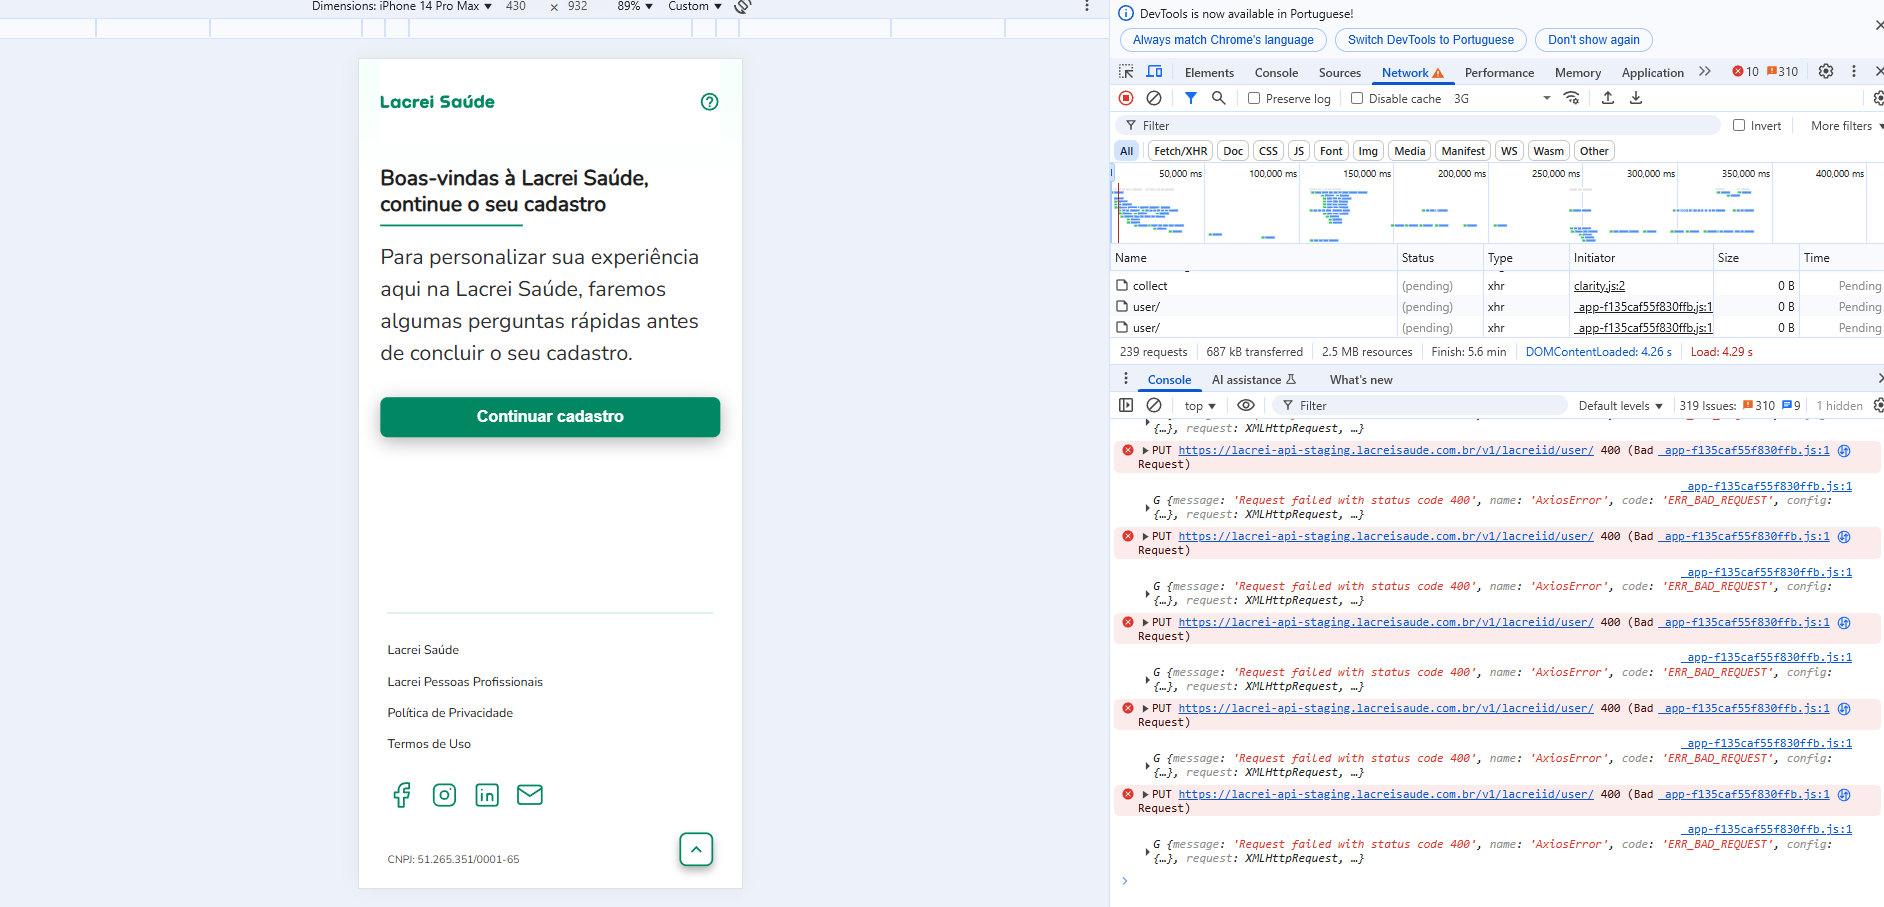 Dimensions: iPhone 14 Pro Max ▼ 430 × 932 89% ▼ Custom ▼
Lacrei Saúde
Boas-vindas à Lacrei Saúde,
continue o seu cadastro
Para personalizar sua experiência
aqui na Lacrei Saúde, faremos
algumas perguntas rápidas antes
de concluir o seu cadastro.
Continuar cadastro
Lacrei Saúde
Lacrei Pessoas Profissionais
Política de Privacidade
Termos de Uso
CNPJ: 51.265.351/0001-65
DevTools is now available in Portuguese!
Always match Chrome's language Switch DevTools to Portuguese Don't show again
Elements Console Sources Network Performance Memory Application 10 310
Preserve log Disable cache 3G
Filter Invert More filters
All Fetch/XHR Doc CSS JS Font Img Media Manifest WS Wasm Other
50,000 ms 100,000 ms 150,000 ms 200,000 ms 250,000 ms 300,000 ms 350,000 ms 400,000 ms
Name Status Type Initiator Size Time
collect (pending) xhr clarity.js:2 0 B Pending
user/ (pending) xhr _app-f135caf55f830ffb.js:1 0 B Pending
user/ (pending) xhr _app-f135caf55f830ffb.js:1 0 B Pending
239 requests 687 kB transferred 2.5 MB resources Finish: 5.6 min DOMContentLoaded: 4.26 s Load: 4.29 s
Console AI assistance What's new
top ▼ Filter Default levels ▼ 319 Issues: 310 9 1 hidden
{…}, request: XMLHttpRequest, …}
PUT https://lacrei-api-staging.lacreisaude.com.br/v1/lacreiid/user/ 400 (Bad _app-f135caf55f830ffb.js:1
Request)
_app-f135caf55f830ffb.js:1
G {message: 'Request failed with status code 400', name: 'AxiosError', code: 'ERR_BAD_REQUEST', config:
{…}, request: XMLHttpRequest, …}
PUT https://lacrei-api-staging.lacreisaude.com.br/v1/lacreiid/user/ 400 (Bad _app-f135caf55f830ffb.js:1
Request)
_app-f135caf55f830ffb.js:1
G {message: 'Request failed with status code 400', name: 'AxiosError', code: 'ERR_BAD_REQUEST', config:
{…}, request: XMLHttpRequest, …}
PUT https://lacrei-api-staging.lacreisaude.com.br/v1/lacreiid/user/ 400 (Bad _app-f135caf55f830ffb.js:1
Request)
_app-f135caf55f830ffb.js:1
G {message: 'Request failed with status code 400', name: 'AxiosError', code: 'ERR_BAD_REQUEST', config:
{…}, request: XMLHttpRequest, …}
PUT https://lacrei-api-staging.lacreisaude.com.br/v1/lacreiid/user/ 400 (Bad _app-f135caf55f830ffb.js:1
Request)
_app-f135caf55f830ffb.js:1
G {message: 'Request failed with status code 400', name: 'AxiosError', code: 'ERR_BAD_REQUEST', config:
{…}, request: XMLHttpRequest, …}
PUT https://lacrei-api-staging.lacreisaude.com.br/v1/lacreiid/user/ 400 (Bad _app-f135caf55f830ffb.js:1
Request)
_app-f135caf55f830ffb.js:1
G {message: 'Request failed with status code 400', name: 'AxiosError', code: 'ERR_BAD_REQUEST', config:
{…}, request: XMLHttpRequest, …}